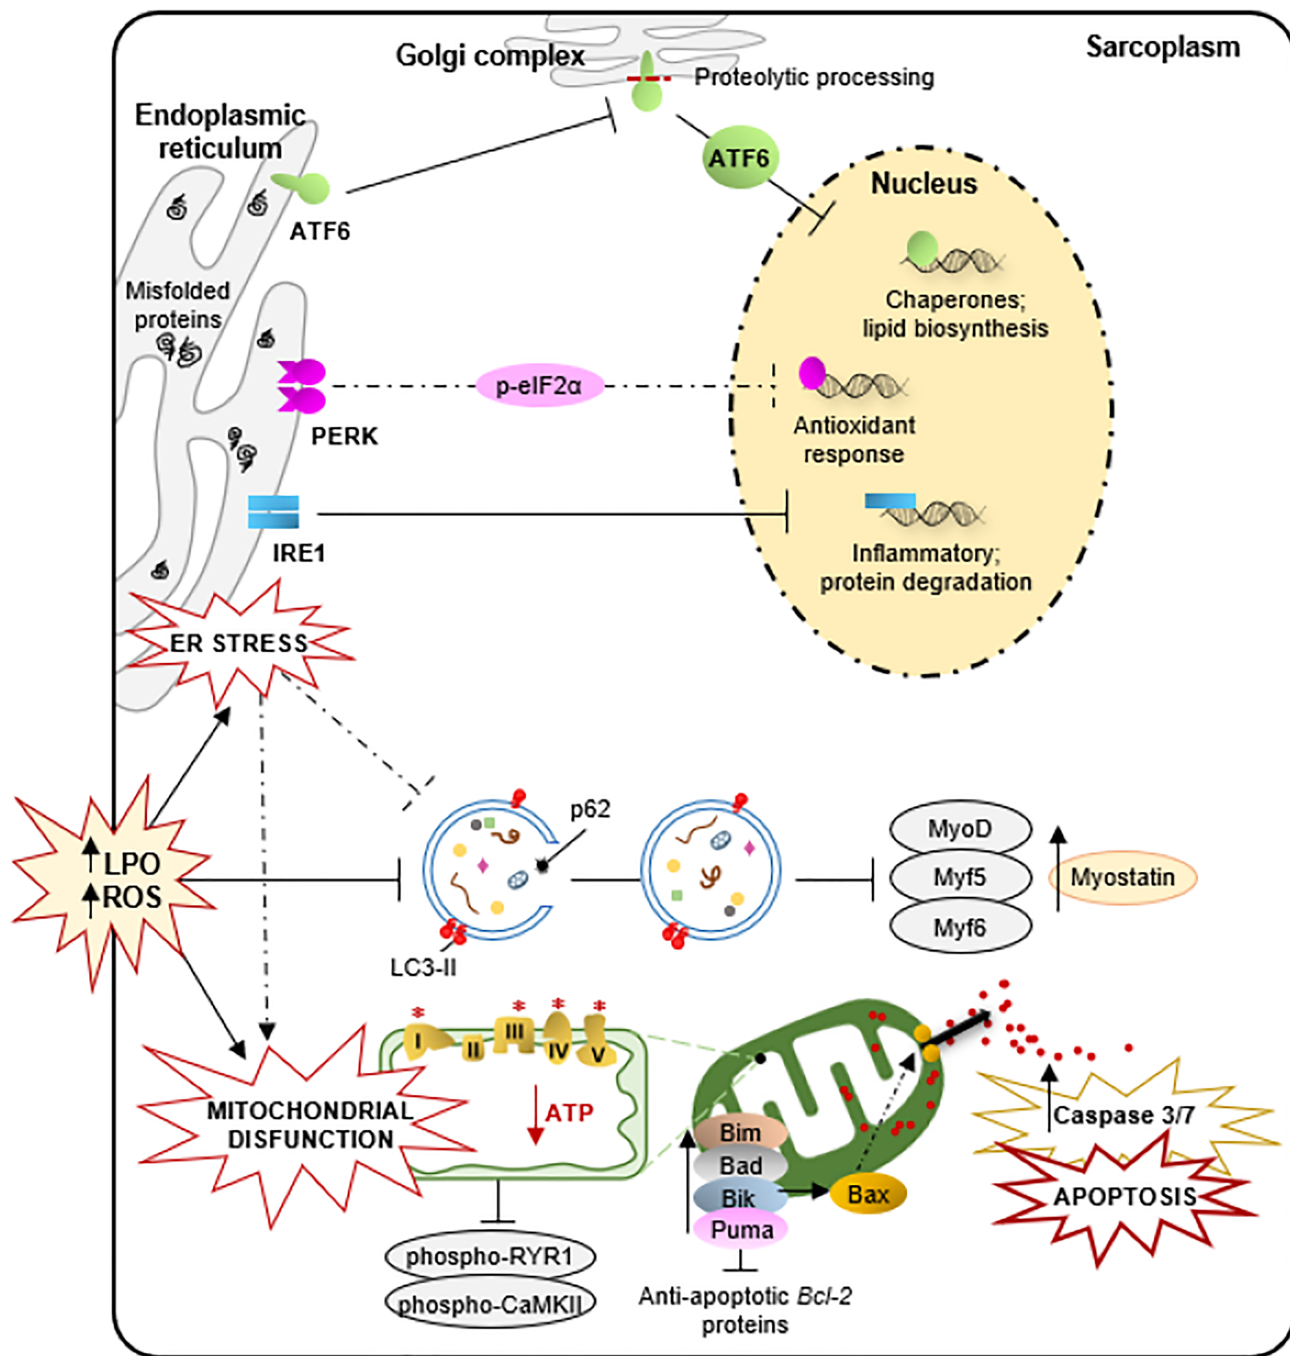 Golgi complex
Sarcoplasm
Proteolytic processing
Endoplasmic
reticulum
ATF6
Nucleus
ATF6
Misfolded
proteins
Chaperones;
lipid biosynthesis
p-eIF2α
PERK
Antioxidant
response
IRE1
Inflammatory;
protein degradation
ER STRESS
LPO
ROS
p62
LC3-II
MyoD
Myf5
Myf6
Myostatin
* * * *
I II III IV V
ATP
MITOCHONDRIAL
DISFUNCTION
Bim
Bad
Bik
Puma
Bax
Caspase 3/7
APOPTOSIS
phospho-RYR1
phospho-CaMKII
Anti-apoptotic Bcl-2
proteins